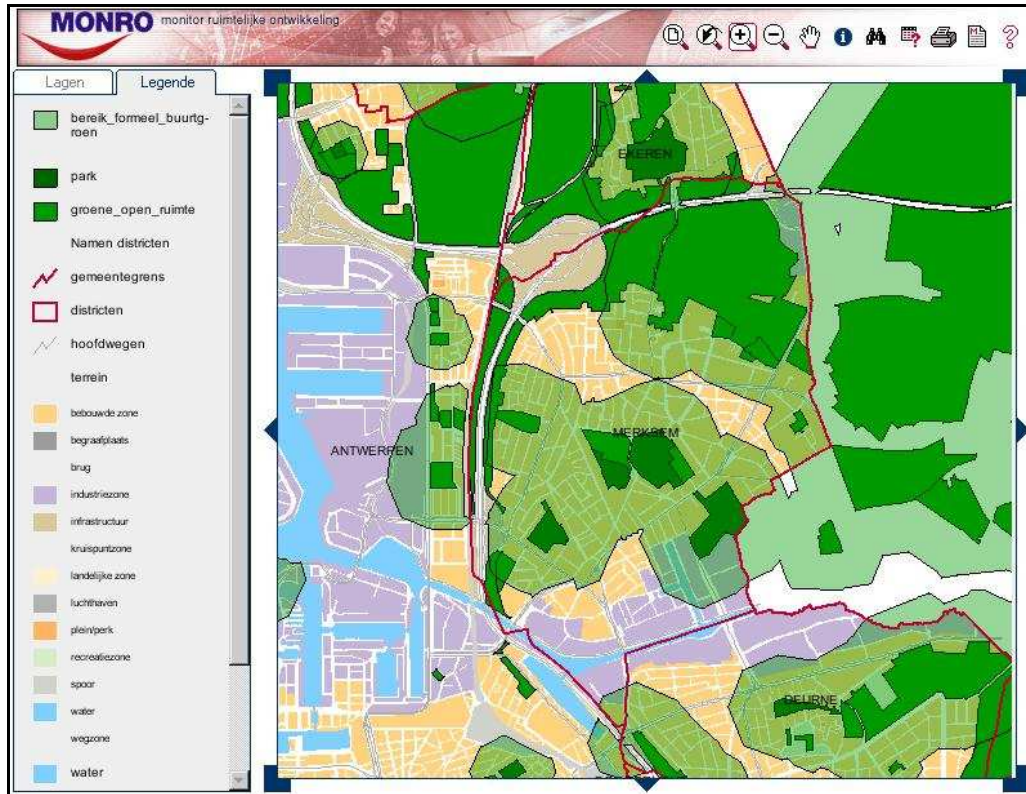 MONRO monitor ruimtelijke ontwikkeling
Lagen
Legende
bereik_formeel_buurtg-
roen
park
groene_open_ruimte
Namen districten
gemeentegrens
districten
hoofdwegen
terrein
bebouwde zone
begraafplaats
brug
industriezone
infrastructuur
kruispuntzone
landelijke zone
luchthaven
plein/perk
recreatiezone
spoor
water
wegzone
water
EKEREN
MERKSEM
ANTWERPEN
DEURNE